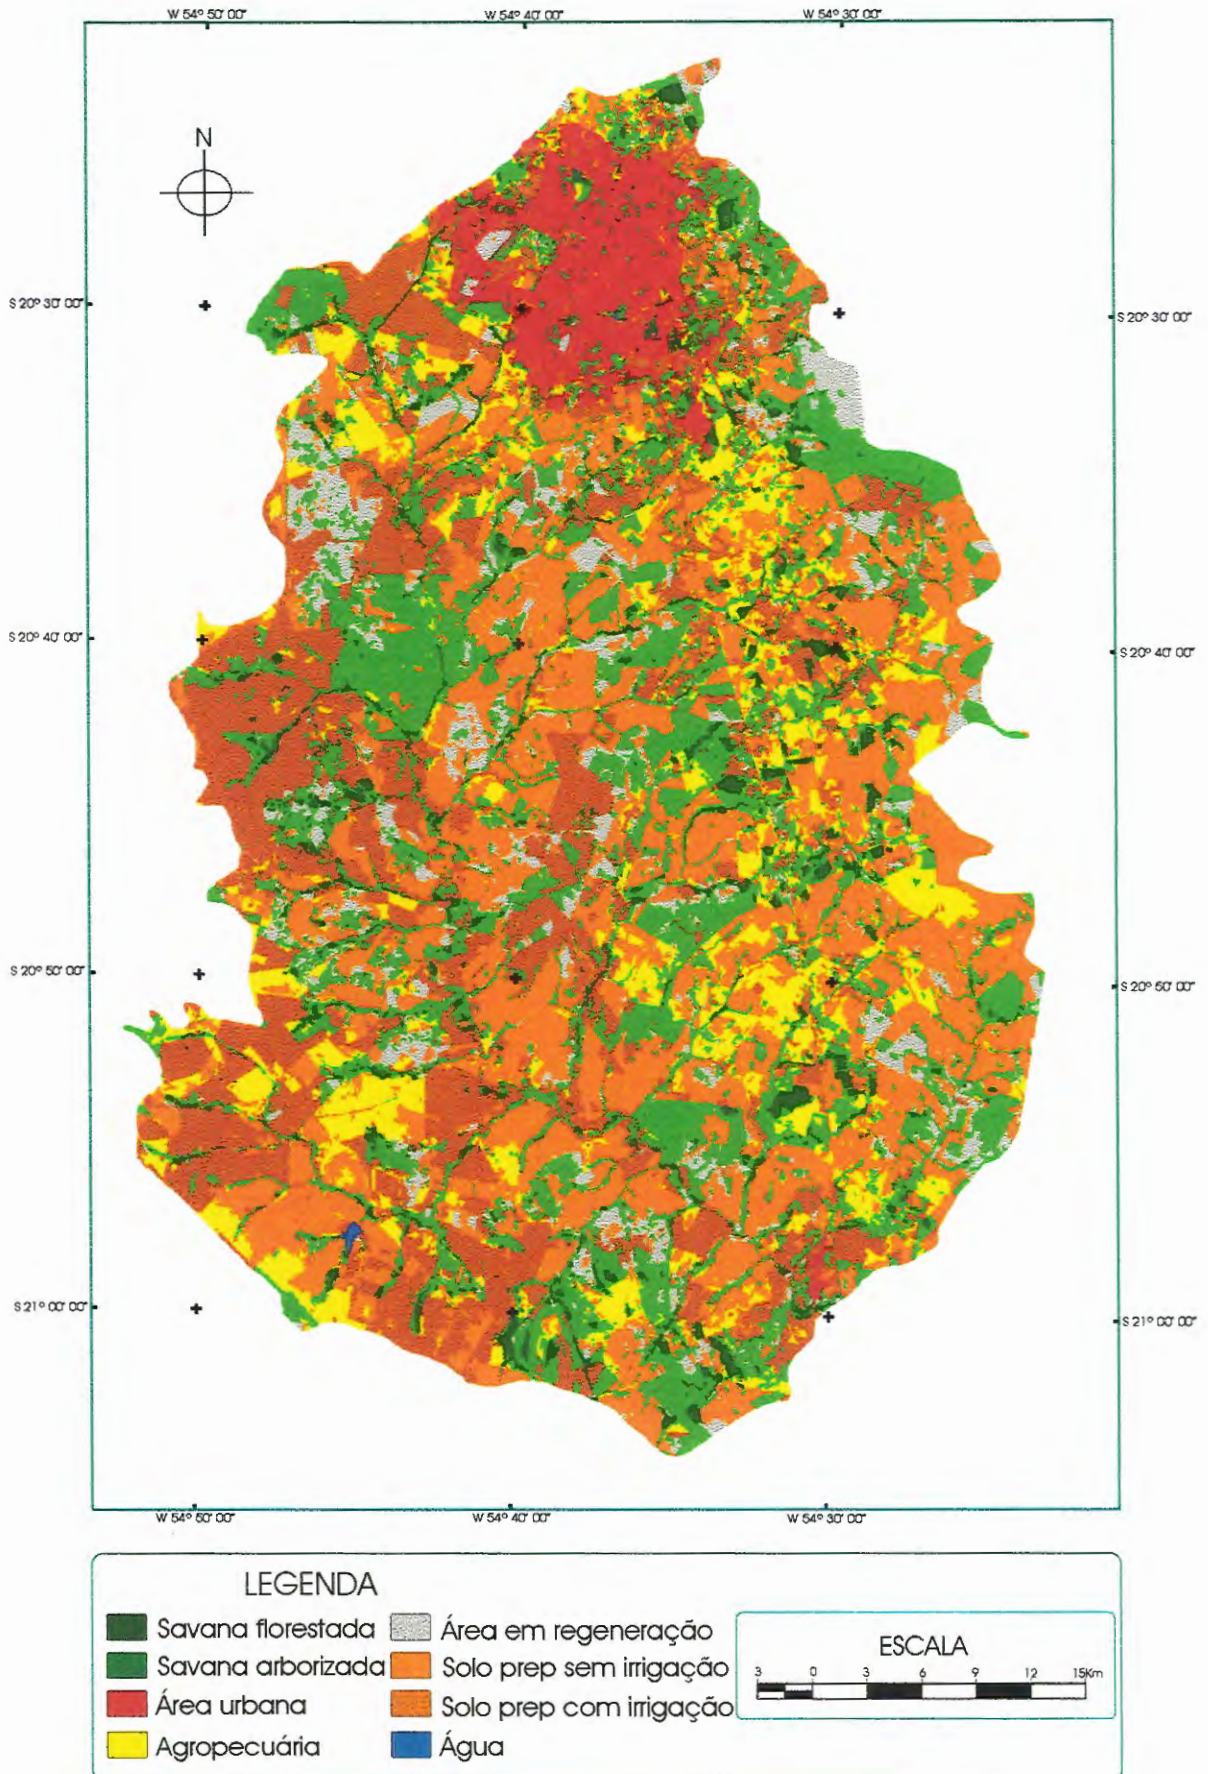 W 54° 50' 00" W 54° 40' 00" W 54° 30' 00"
N
S 20° 30' 00" S 20° 30' 00"
S 20° 40' 00" S 20° 40' 00"
S 20° 50' 00" S 20° 50' 00"
S 21° 00' 00" S 21° 00' 00"
W 54° 50' 00" W 54° 40' 00" W 54° 30' 00"
LEGENDA
Savana florestada
Savana arborizada
Área urbana
Agropecuária
Área em regeneração
Solo prep sem irrigação
Solo prep com irrigação
Água
ESCALA
3 0 3 6 9 12 15Km